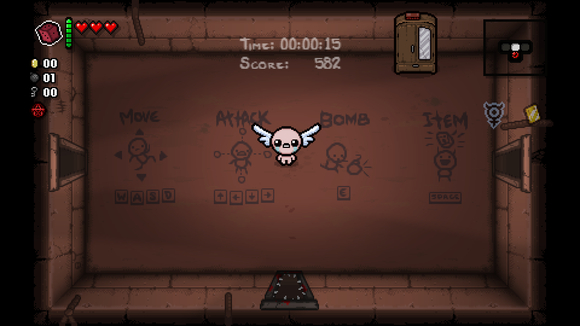 Time: 00:00:15
Score: 582
00
01
00
MOVE
ATTACK
BOMB
ITEM
W A S D
↑ ← ↓ →
E
SPACE